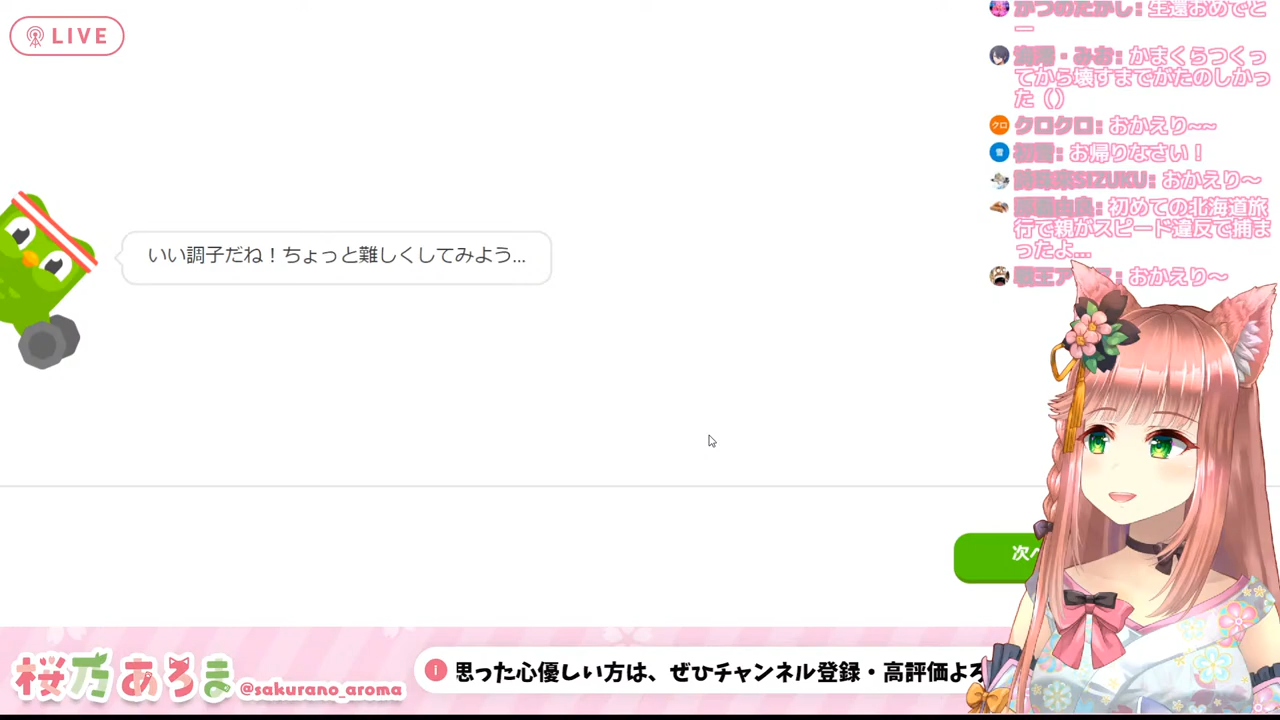 LIVE
生還おめでと
ー
かまくらつくっ
てから壊すまでがたのしかっ
た（）
クロ
クロクロ: おかえり~~
雪
初雪: お帰りなさい！
おかえり〜
初めての北海道旅
行で親がスピード違反で捕ま
ったよ...
おかえり〜
いい調子だね！ちょっと難しくしてみよう...
次へ
桜乃あろま
@sakurano_aroma
思った心優しい方は、ぜひチャンネル登録・高評価よろ